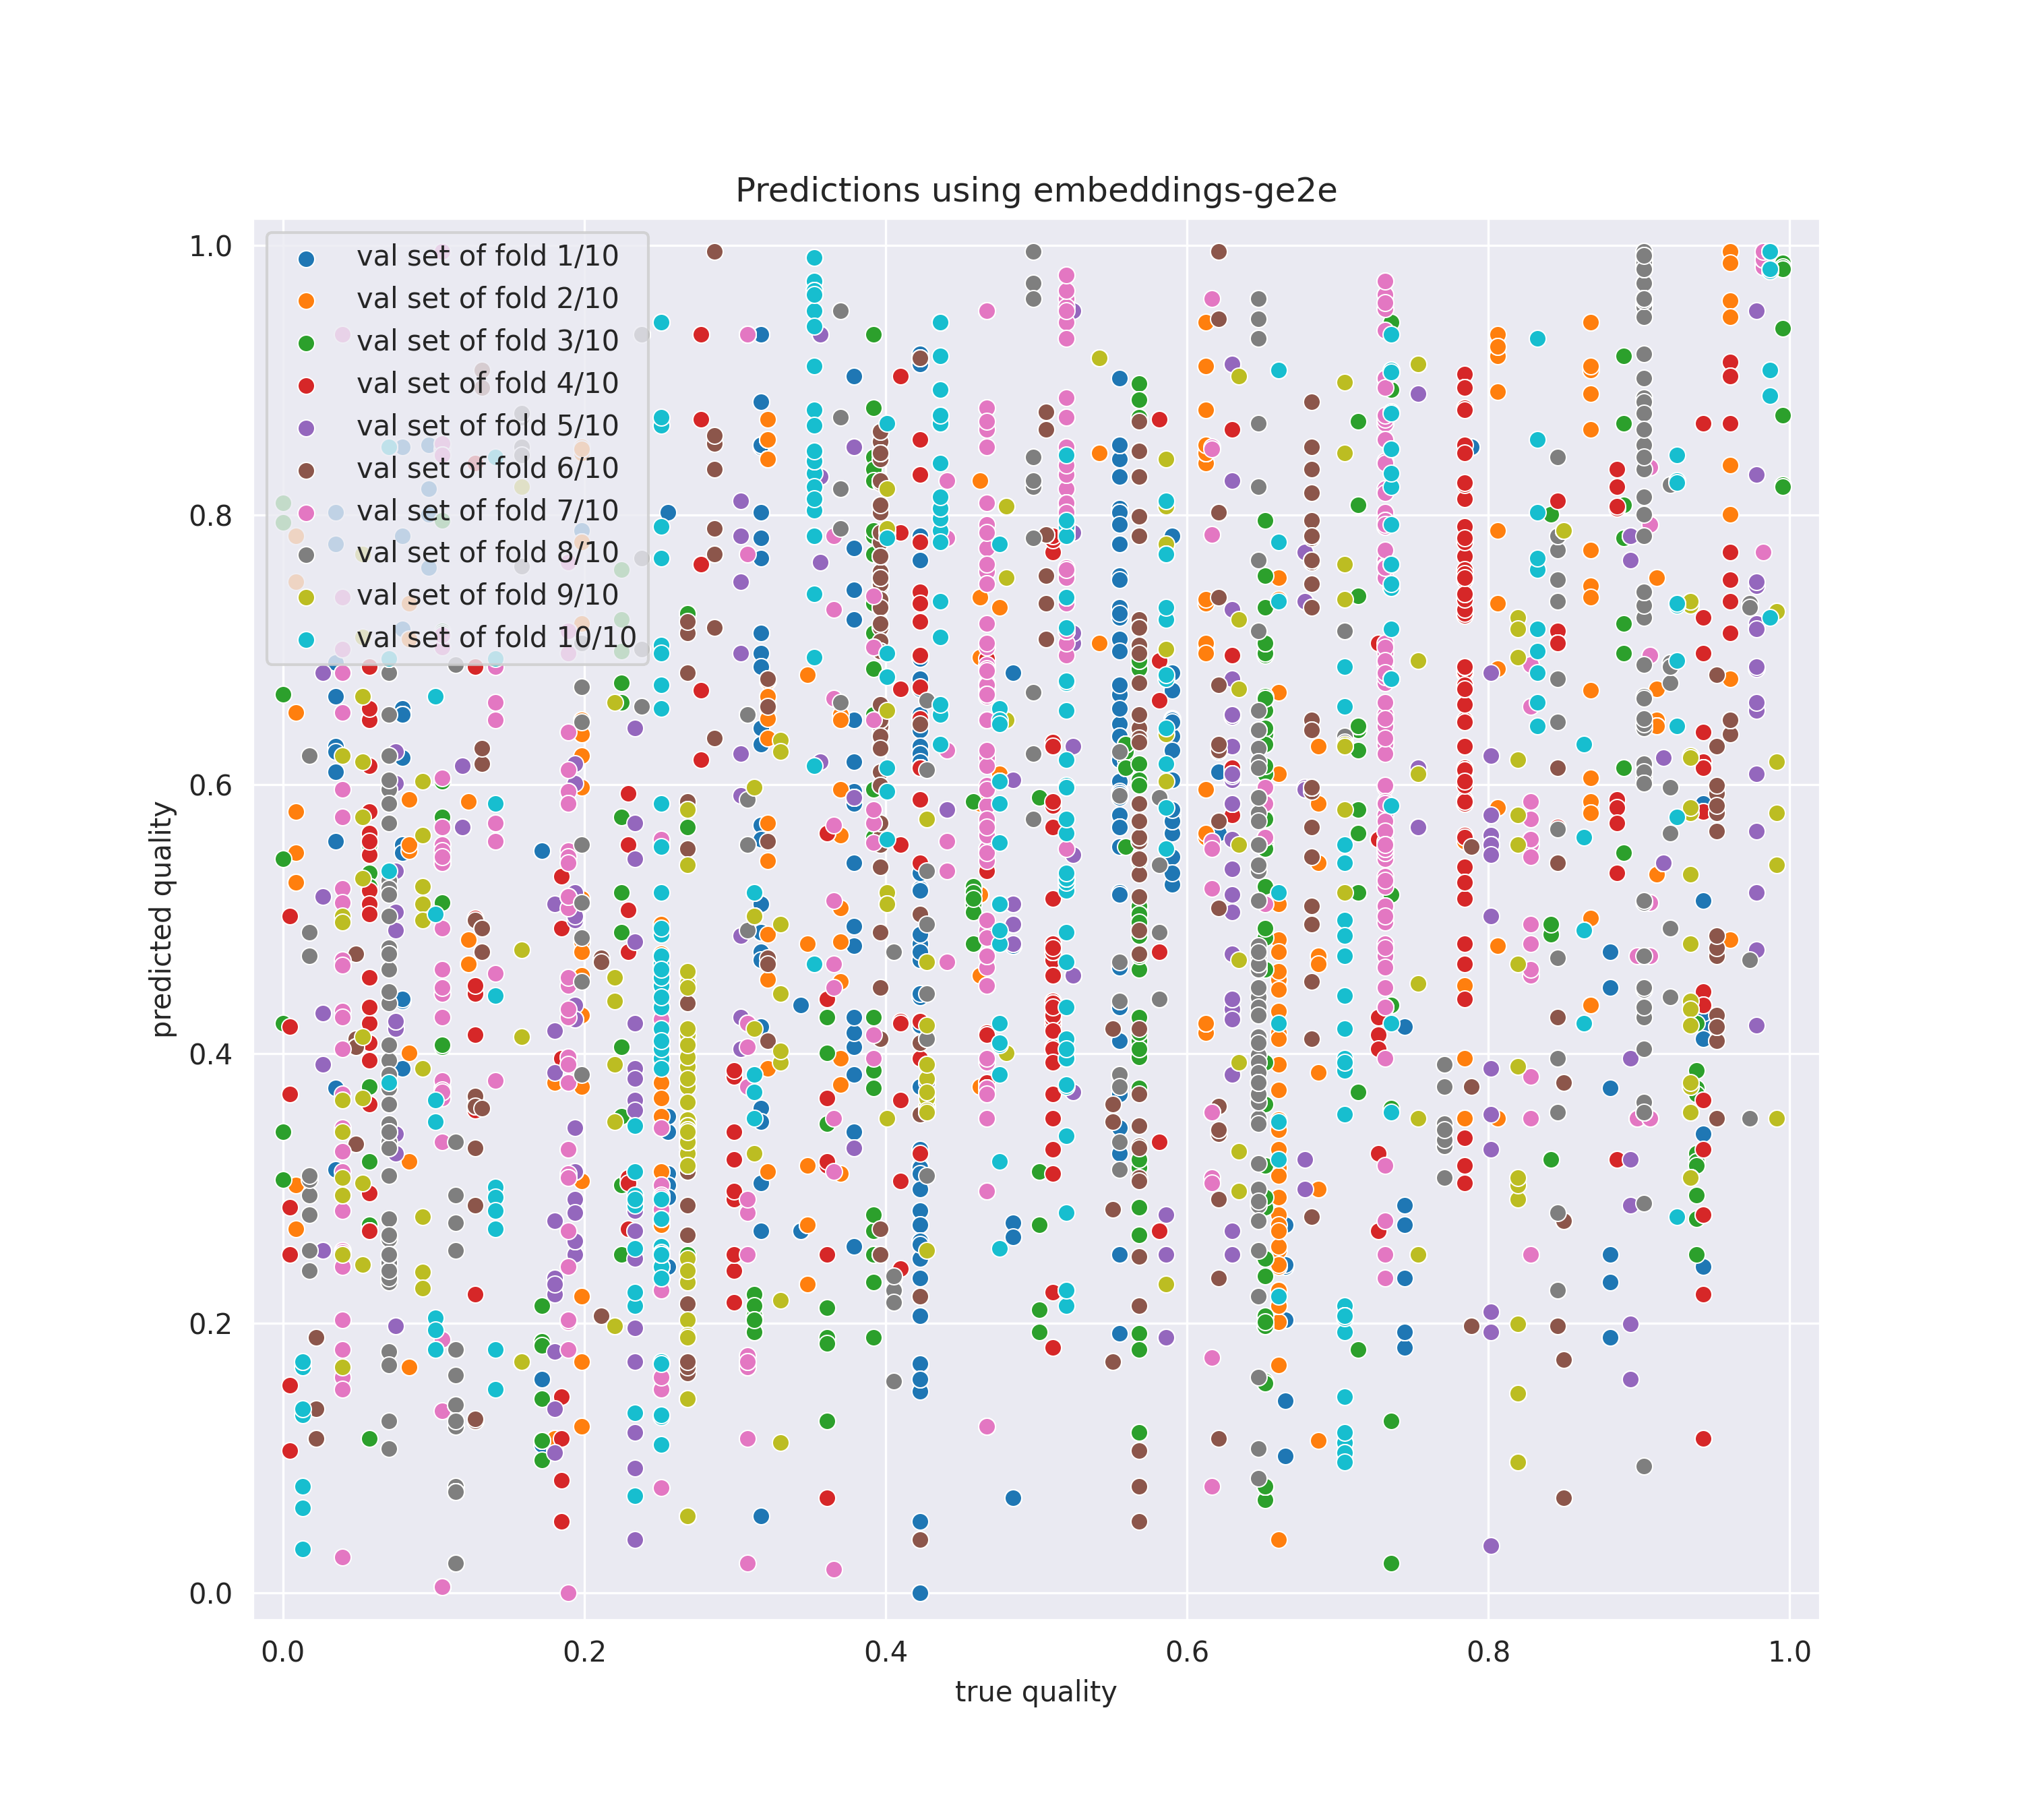 Predictions using embeddings-ge2e
1.0
0.8
0.6
0.4
0.2
0.0
predicted quality
val set of fold 1/10
val set of fold 2/10
val set of fold 3/10
val set of fold 4/10
val set of fold 5/10
val set of fold 6/10
val set of fold 7/10
val set of fold 8/10
val set of fold 9/10
val set of fold 10/10
0.0 0.2 0.4 0.6 0.8 1.0
true quality